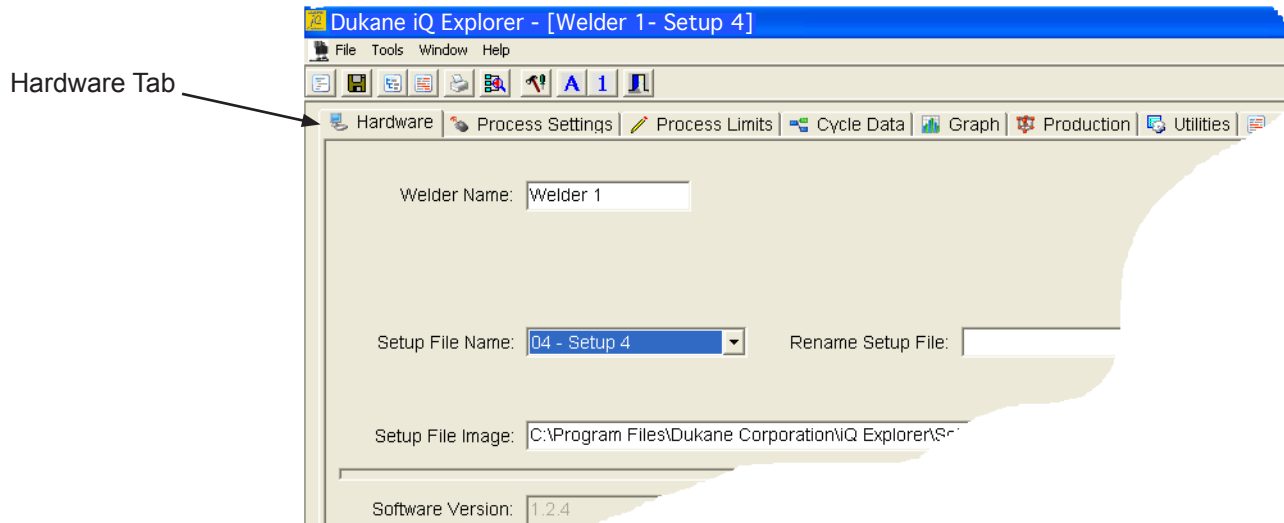 Dukane iQ Explorer - [Welder 1- Setup 4]
File Tools Window Help
A 1
Hardware Tab
Hardware Process Settings Process Limits Cycle Data Graph Production Utilities
Welder Name: Welder 1
Setup File Name: 04 - Setup 4 Rename Setup File:
Setup File Image: C:\Program Files\Dukane Corporation\iQ Explorer\
Software Version: 1.2.4